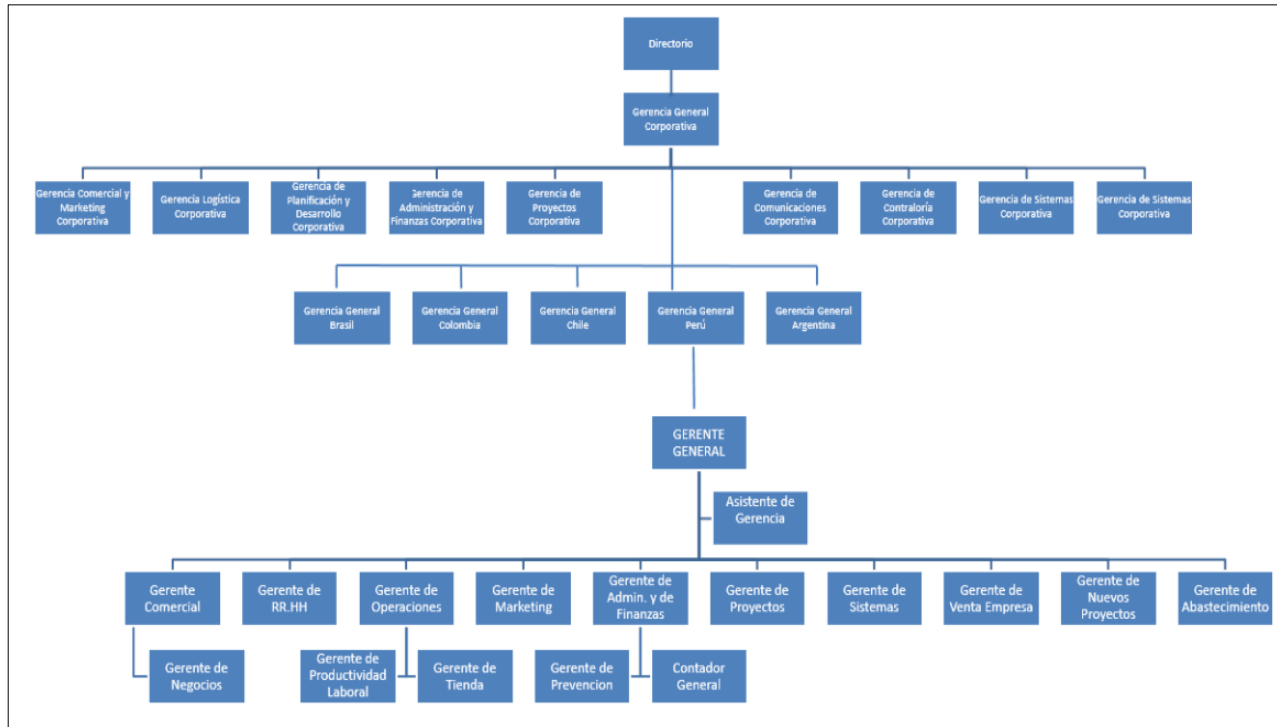 Directorio
Gerencia General
Corporativa
Gerencia Comercial y
Marketing
Corporativa
Gerencia Logística
Corporativa
Gerencia de
Planificación y
Desarrollo
Corporativa
Gerencia de
Administración y
Finanzas Corporativa
Gerencia de
Proyectos
Corporativa
Gerencia de
Comunicaciones
Corporativa
Gerencia de
Contraloría
Corporativa
Gerencia de Sistemas
Corporativa
Gerencia de Sistemas
Corporativa
Gerencia General
Brasil
Gerencia General
Colombia
Gerencia General
Chile
Gerencia General
Perú
Gerencia General
Argentina
GERENTE
GENERAL
Asistente de
Gerencia
Gerente
Comercial
Gerente de
RR.HH
Gerente de
Operaciones
Gerente de
Marketing
Gerente de
Admin. y de
Finanzas
Gerente de
Proyectos
Gerente de
Sistemas
Gerente de
Venta Empresa
Gerente de
Nuevos
Proyectos
Gerente de
Abastecimiento
Gerente de
Negocios
Gerente de
Productividad
Laboral
Gerente de
Tienda
Gerente de
Prevencion
Contador
General